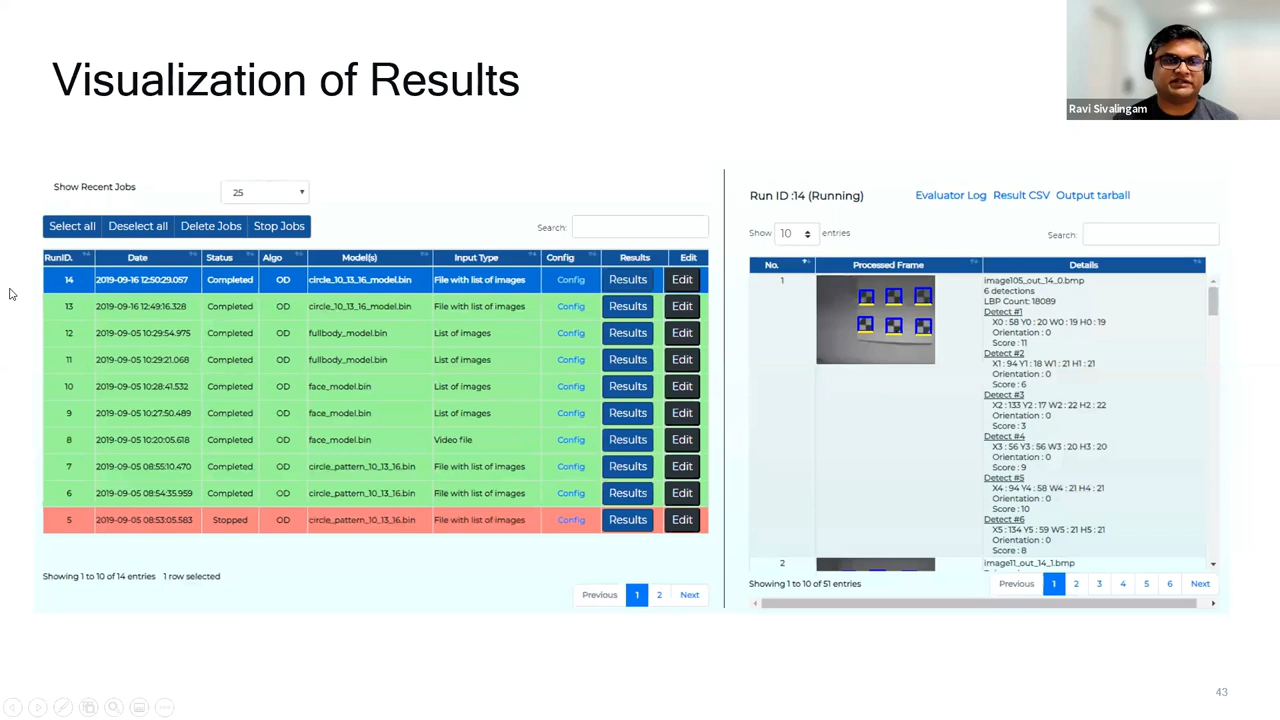 Visualization of Results
Ravi Sivalingam
Show Recent Jobs 25
Select all Deselect all Delete Jobs Stop Jobs Search:
RunID. Date Status Algo Model(s) Input Type Config Results Edit
14 2019-09-16 12:50:29.057 Completed OD circle_10_13_16_model.bin File with list of images Config Results Edit
13 2019-09-16 12:49:16.328 Completed OD circle_10_13_16_model.bin File with list of images Config Results Edit
12 2019-09-05 10:29:54.975 Completed OD fullbody_model.bin List of images Config Results Edit
11 2019-09-05 10:29:21.068 Completed OD fullbody_model.bin List of images Config Results Edit
10 2019-09-05 10:28:41.532 Completed OD face_model.bin List of images Config Results Edit
9 2019-09-05 10:27:50.489 Completed OD face_model.bin List of images Config Results Edit
8 2019-09-05 10:20:05.618 Completed OD face_model.bin Video file Config Results Edit
7 2019-09-05 08:55:10.470 Completed OD circle_pattern_10_13_16.bin File with list of images Config Results Edit
6 2019-09-05 08:54:35.959 Completed OD circle_pattern_10_13_16.bin File with list of images Config Results Edit
5 2019-09-05 08:53:05.583 Stopped OD circle_pattern_10_13_16.bin File with list of images Config Results Edit
Showing 1 to 10 of 14 entries 1 row selected
Previous 1 2 Next
Run ID :14 (Running) Evaluator Log Result CSV Output tarball
Show 10 entries Search:
No. Processed Frame Details
1 image105_out_14_0.bmp
6 detections
LBP Count: 18089
Detect #1
X0 : 58 Y0 : 20 W0 : 19 H0 : 19
Orientation : 0
Score : 11
Detect #2
X1 : 94 Y1 : 18 W1 : 21 H1 : 21
Orientation : 0
Score : 6
Detect #3
X2 : 133 Y2 : 17 W2 : 22 H2 : 22
Orientation : 0
Score : 3
Detect #4
X3 : 56 Y3 : 56 W3 : 20 H3 : 20
Orientation : 0
Score : 9
Detect #5
X4 : 94 Y4 : 58 W4 : 21 H4 : 21
Orientation : 0
Score : 10
Detect #6
X5 : 134 Y5 : 59 W5 : 21 H5 : 21
Orientation : 0
Score : 8
2 image11_out_14_1.bmp
Showing 1 to 10 of 51 entries Previous 1 2 3 4 5 6 Next
43